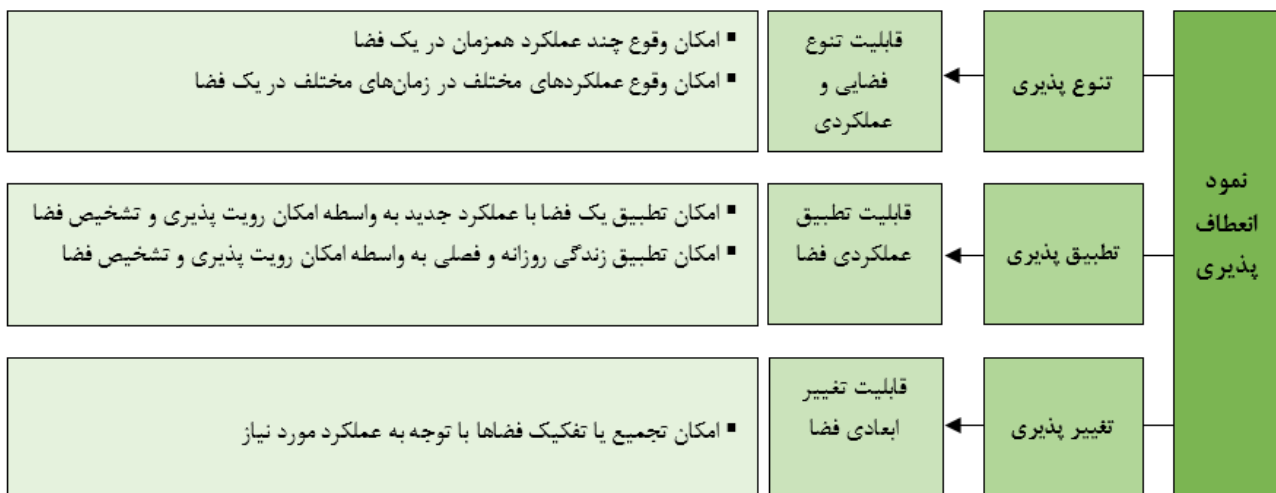 نمود
انعطاف
پذیری
تنوع پذیری
قابلیت تنوع
فضایی و
عملکردی
▪ امکان وقوع چند عملکرد همزمان در یک فضا
▪ امکان وقوع عملکردهای مختلف در زمان‌های مختلف در یک فضا
تطبیق پذیری
قابلیت تطبیق
عملکردی فضا
▪ امکان تطبیق یک فضا با عملکرد جدید به واسطه امکان رویت پذیری و تشخیص فضا
▪ امکان تطبیق زندگی روزانه و فصلی به واسطه امکان رویت پذیری و تشخیص فضا
تغییر پذیری
قابلیت تغییر
ابعادی فضا
▪ امکان تجمیع یا تفکیک فضاها با توجه به عملکرد مورد نیاز